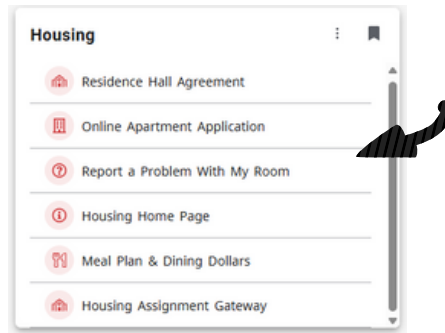 Housing
Residence Hall Agreement
Online Apartment Application
Report a Problem With My Room
Housing Home Page
Meal Plan & Dining Dollars
Housing Assignment Gateway